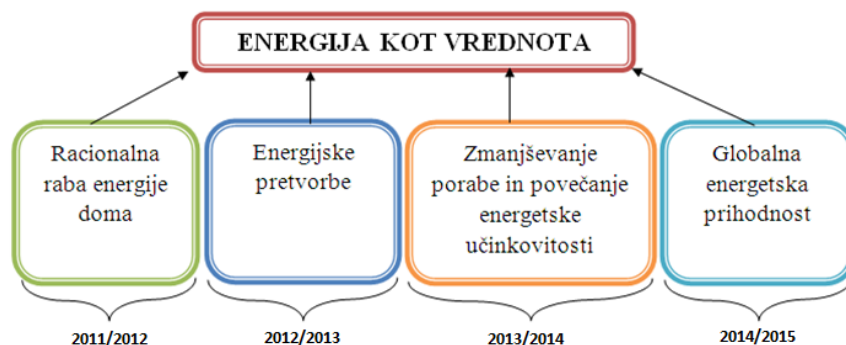 ENERGIJA KOT VREDNOTA
Racionalna
raba energije
doma
Energijske
pretvorbe
Zmanjševanje
porabe in povečanje
energetske
učinkovitosti
Globalna
energetska
prihodnost
2011/2012
2012/2013
2013/2014
2014/2015